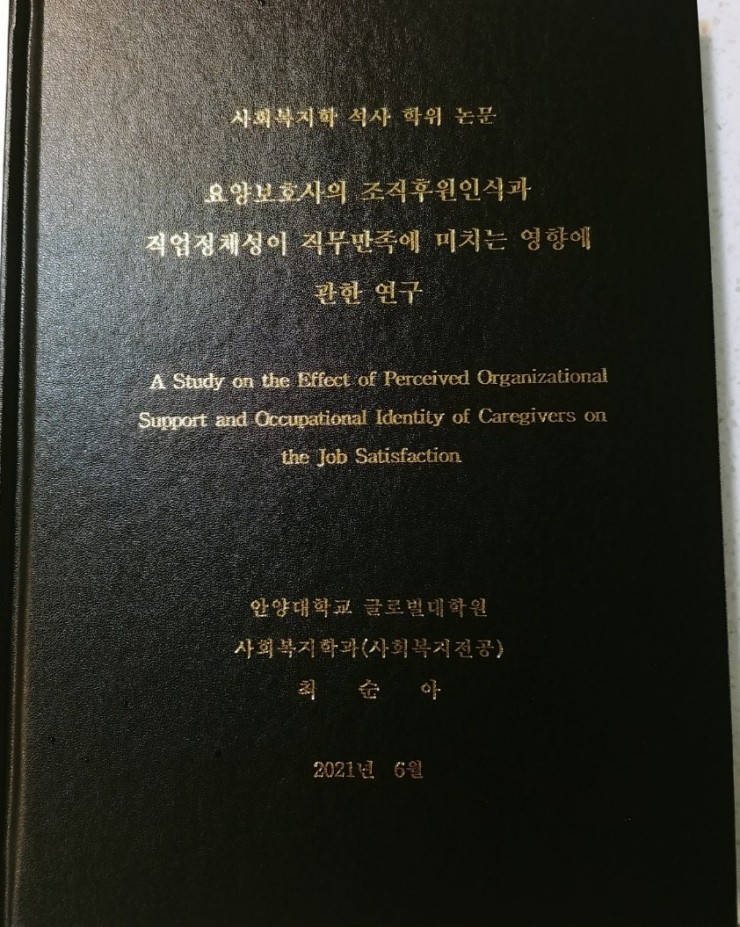 사회복지학 석사 학위 논문
요양보호사의 조직후원인식과
직업정체성이 직무만족에 미치는 영향에
관한 연구
A Study on the Effect of Perceived Organizational
Support and Occupational Identity of Caregivers on
the Job Satisfaction
안양대학교 글로벌대학원
사회복지학과(사회복지전공)
최 순 아
2021년 6월